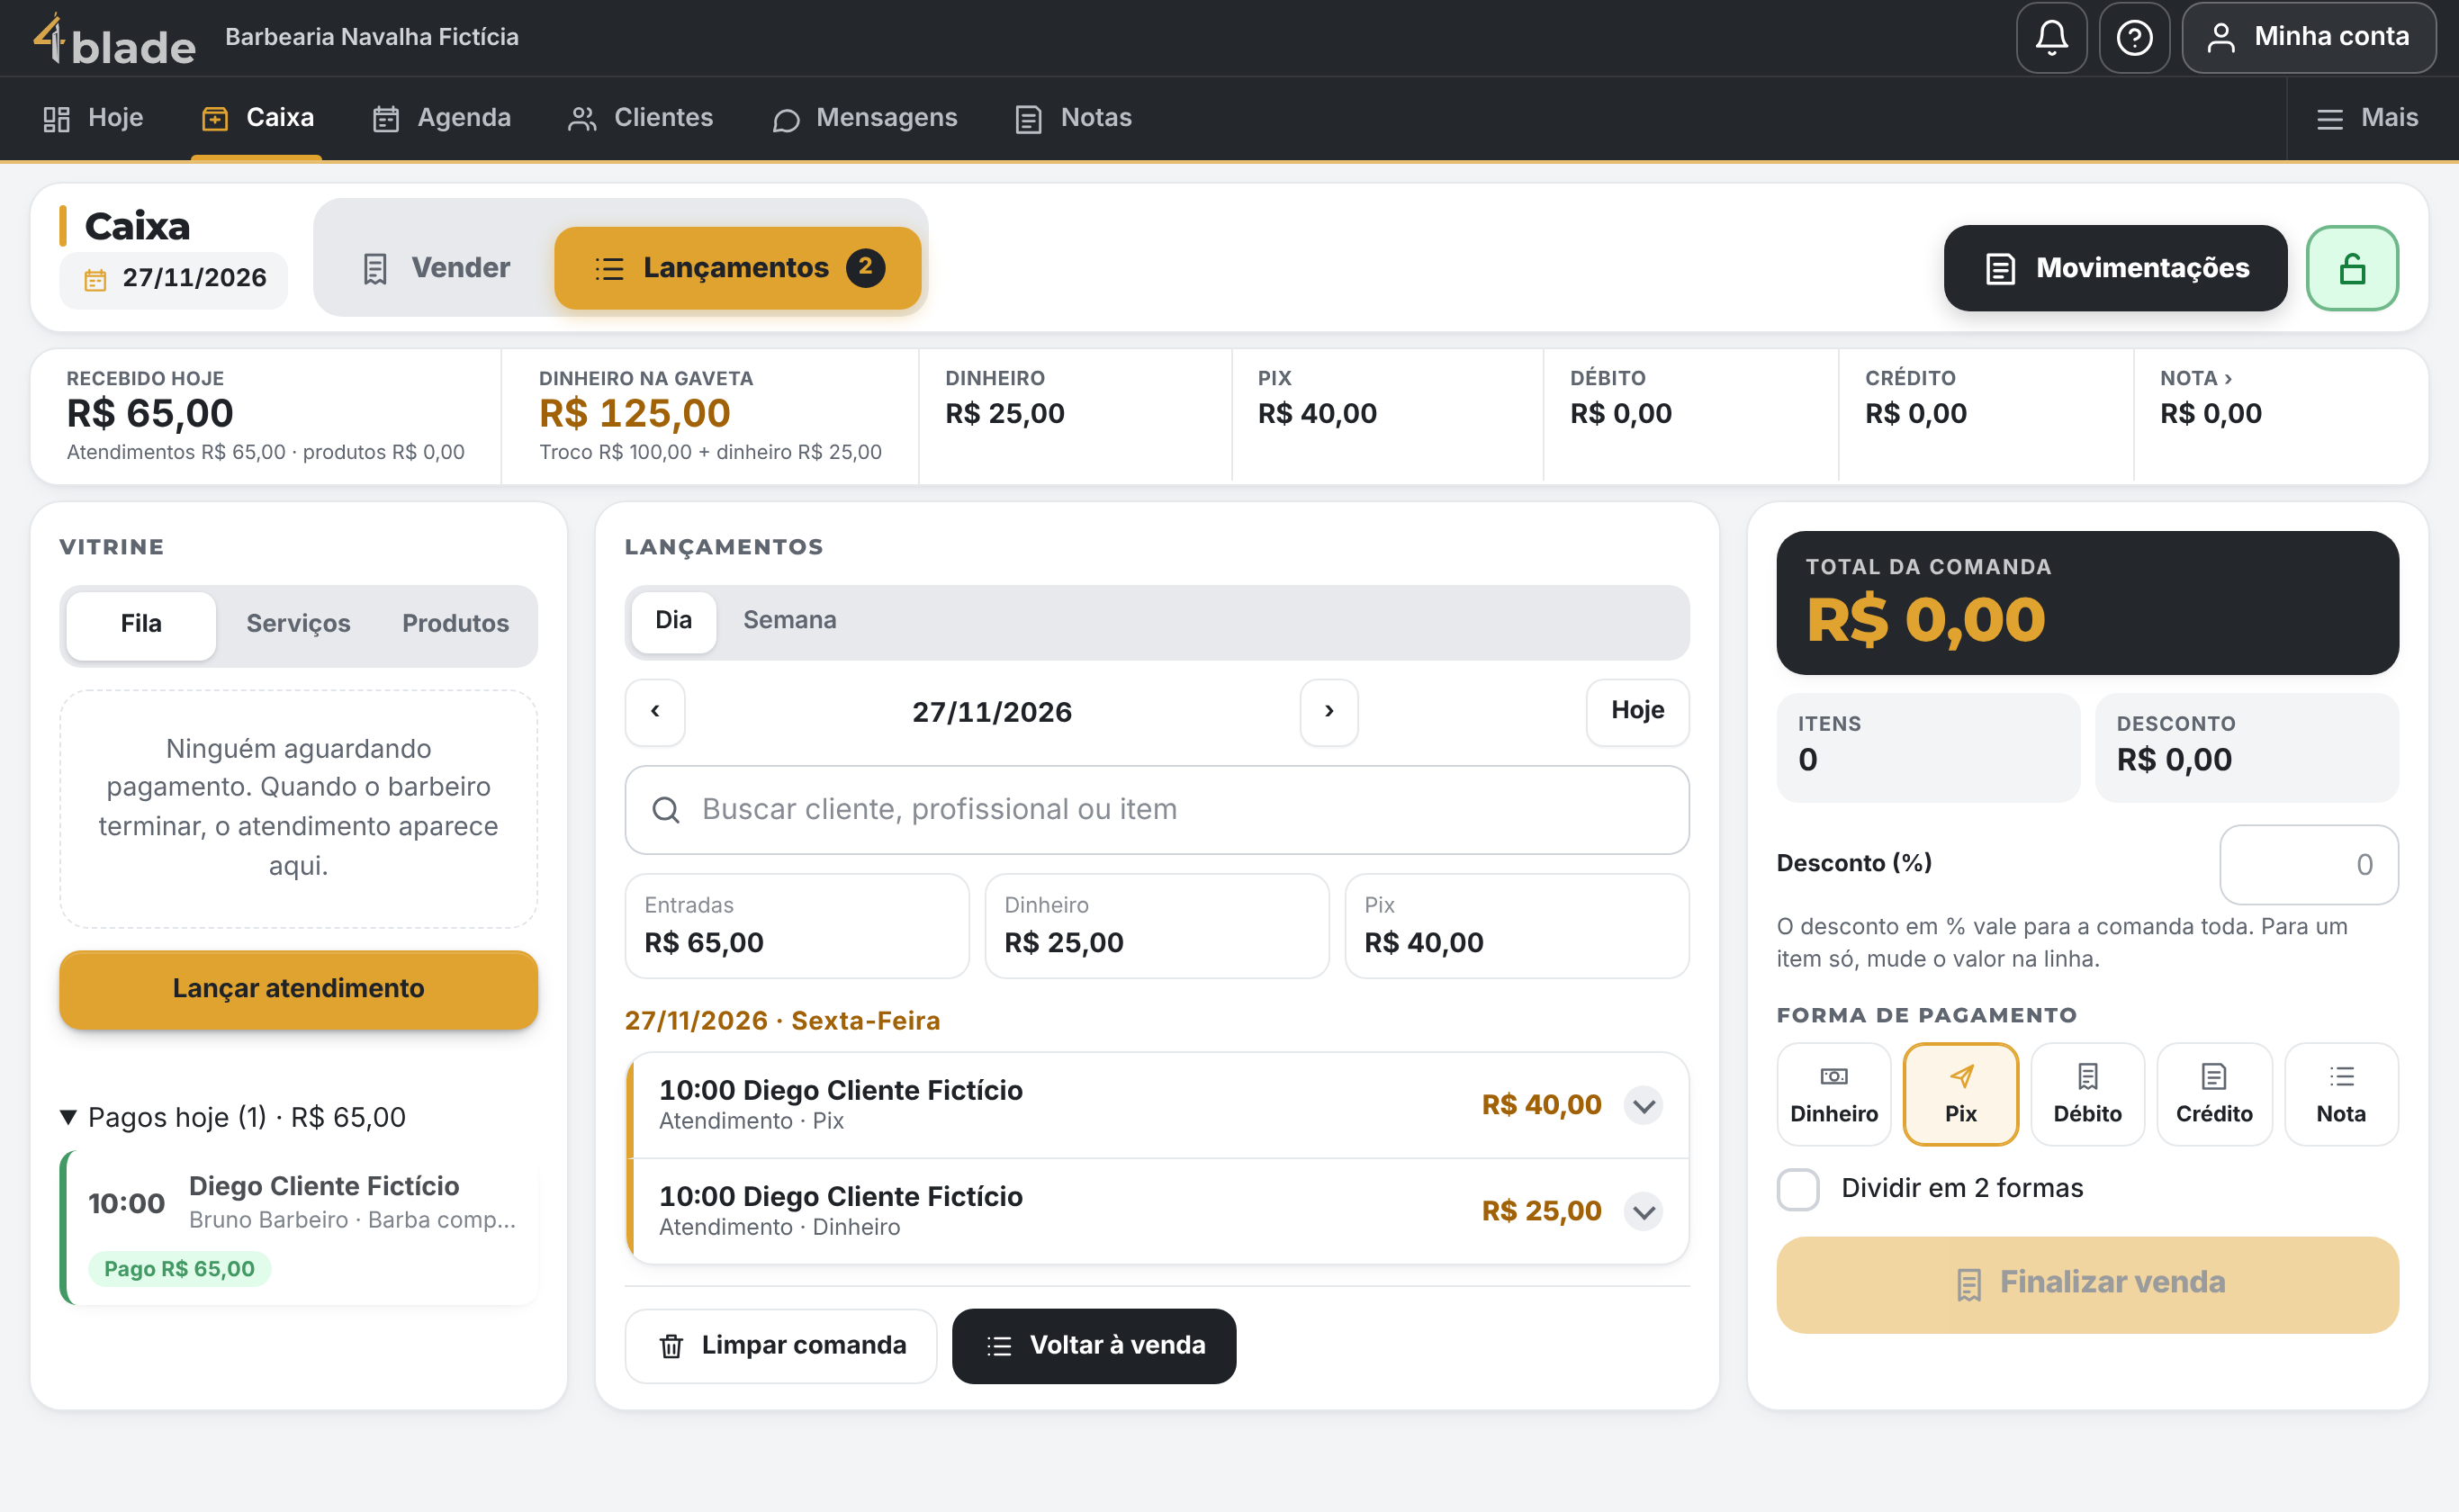 4blade
Barbearia Navalha Fictícia
Minha conta
Hoje
Caixa
Agenda
Clientes
Mensagens
Notas
Mais
Caixa
27/11/2026
Vender
Lançamentos 2
Movimentações
RECEBIDO HOJE
R$ 65,00
Atendimentos R$ 65,00 · produtos R$ 0,00
DINHEIRO NA GAVETA
R$ 125,00
Troco R$ 100,00 + dinheiro R$ 25,00
DINHEIRO
R$ 25,00
PIX
R$ 40,00
DÉBITO
R$ 0,00
CRÉDITO
R$ 0,00
NOTA ›
R$ 0,00
VITRINE
Fila
Serviços
Produtos
Ninguém aguardando
pagamento. Quando o barbeiro
terminar, o atendimento aparece
aqui.
Lançar atendimento
▼ Pagos hoje (1) · R$ 65,00
10:00
Diego Cliente Fictício
Bruno Barbeiro · Barba comp...
Pago R$ 65,00
LANÇAMENTOS
Dia
Semana
‹
27/11/2026
›
Hoje
Buscar cliente, profissional ou item
Entradas
R$ 65,00
Dinheiro
R$ 25,00
Pix
R$ 40,00
27/11/2026 · Sexta-Feira
10:00 Diego Cliente Fictício
Atendimento · Pix
R$ 40,00
10:00 Diego Cliente Fictício
Atendimento · Dinheiro
R$ 25,00
Limpar comanda
Voltar à venda
TOTAL DA COMANDA
R$ 0,00
ITENS
0
DESCONTO
R$ 0,00
Desconto (%)
0
O desconto em % vale para a comanda toda. Para um
item só, mude o valor na linha.
FORMA DE PAGAMENTO
Dinheiro
Pix
Débito
Crédito
Nota
Dividir em 2 formas
Finalizar venda